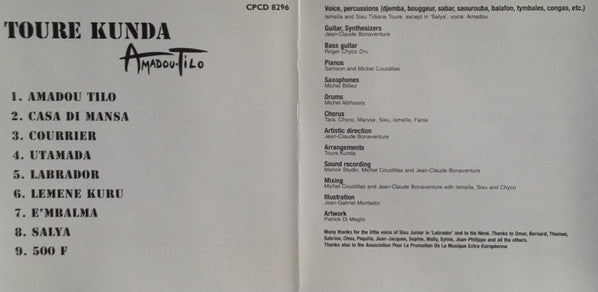 CPCD 8296
TOURE KUNDA
AMADOU-TILO
1. AMADOU TILO
2. CASA DI MANSA
3. COURRIER
4. UTAMADA
5. LABRADOR
6. LEMENE KURU
7. E'MBALMA
8. SALYA
9. 500 F
Voice, percussions (djemba, bouggeur, sabar, saourouba, balafon, tymbales, congas, etc.)
Ismaïla and Sixu Tidiane Toure, except in 'Salya', voice: Amadou
Guitar, Synthesizers
Jean-Claude Bonaventure
Bass guitar
Roger Chyco Dru
Pianos
Samson and Michel Coustillas
Saxophones
Michel Billiez
Drums
Michel Abihssira
Chorus
Tara, Chyco, Maryse, Sixu, Ismaïla, Fania
Artistic direction
Jean-Claude Bonaventure
Arrangements
Toure Kunda
Sound recording
Manoir Studio, Michel Coustillas and Jean-Claude Bonaventure
Mixing
Michel Coustillas and Jean-Claude Bonaventure with Ismaïla, Sixu and Chyco
Illustration
Jean-Gabriel Montador
Artwork
Patrick Di Meglio
Many thanks for the little voice of Sixu Junior in 'Labrador' and to his Néné. Thanks to Omar, Bernard, Thomas,
Sabrina, Chou, Paquita, Jean-Jacques, Sophie, Wally, Sylvie, Jean-Philippe and all the others.
Thanks also to the Association Pour La Promotion De La Musique Extra-Européenne